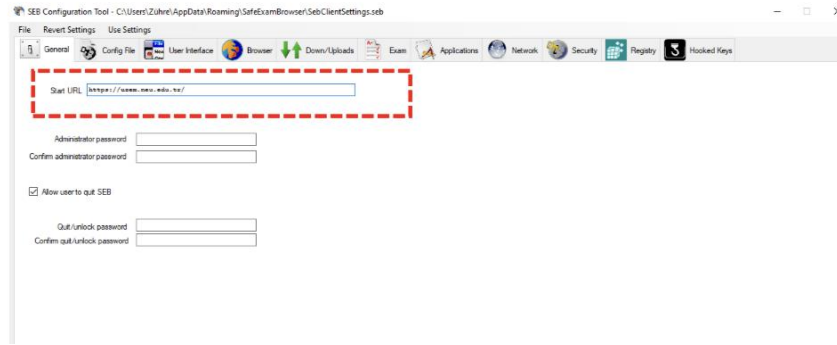 SEB Configuration Tool - C:\Users\Zühre\AppData\Roaming\SafeExamBrowser\SebClientSettings.seb
File Revert Settings Use Settings
General Config File User Interface Browser Down/Uploads Exam Applications Network Security Registry Hooked Keys
Start URL https://uzem.neu.edu.tr/
Administrator password
Confirm administrator password
Allow user to quit SEB
Quit/unlock password
Confirm quit/unlock password